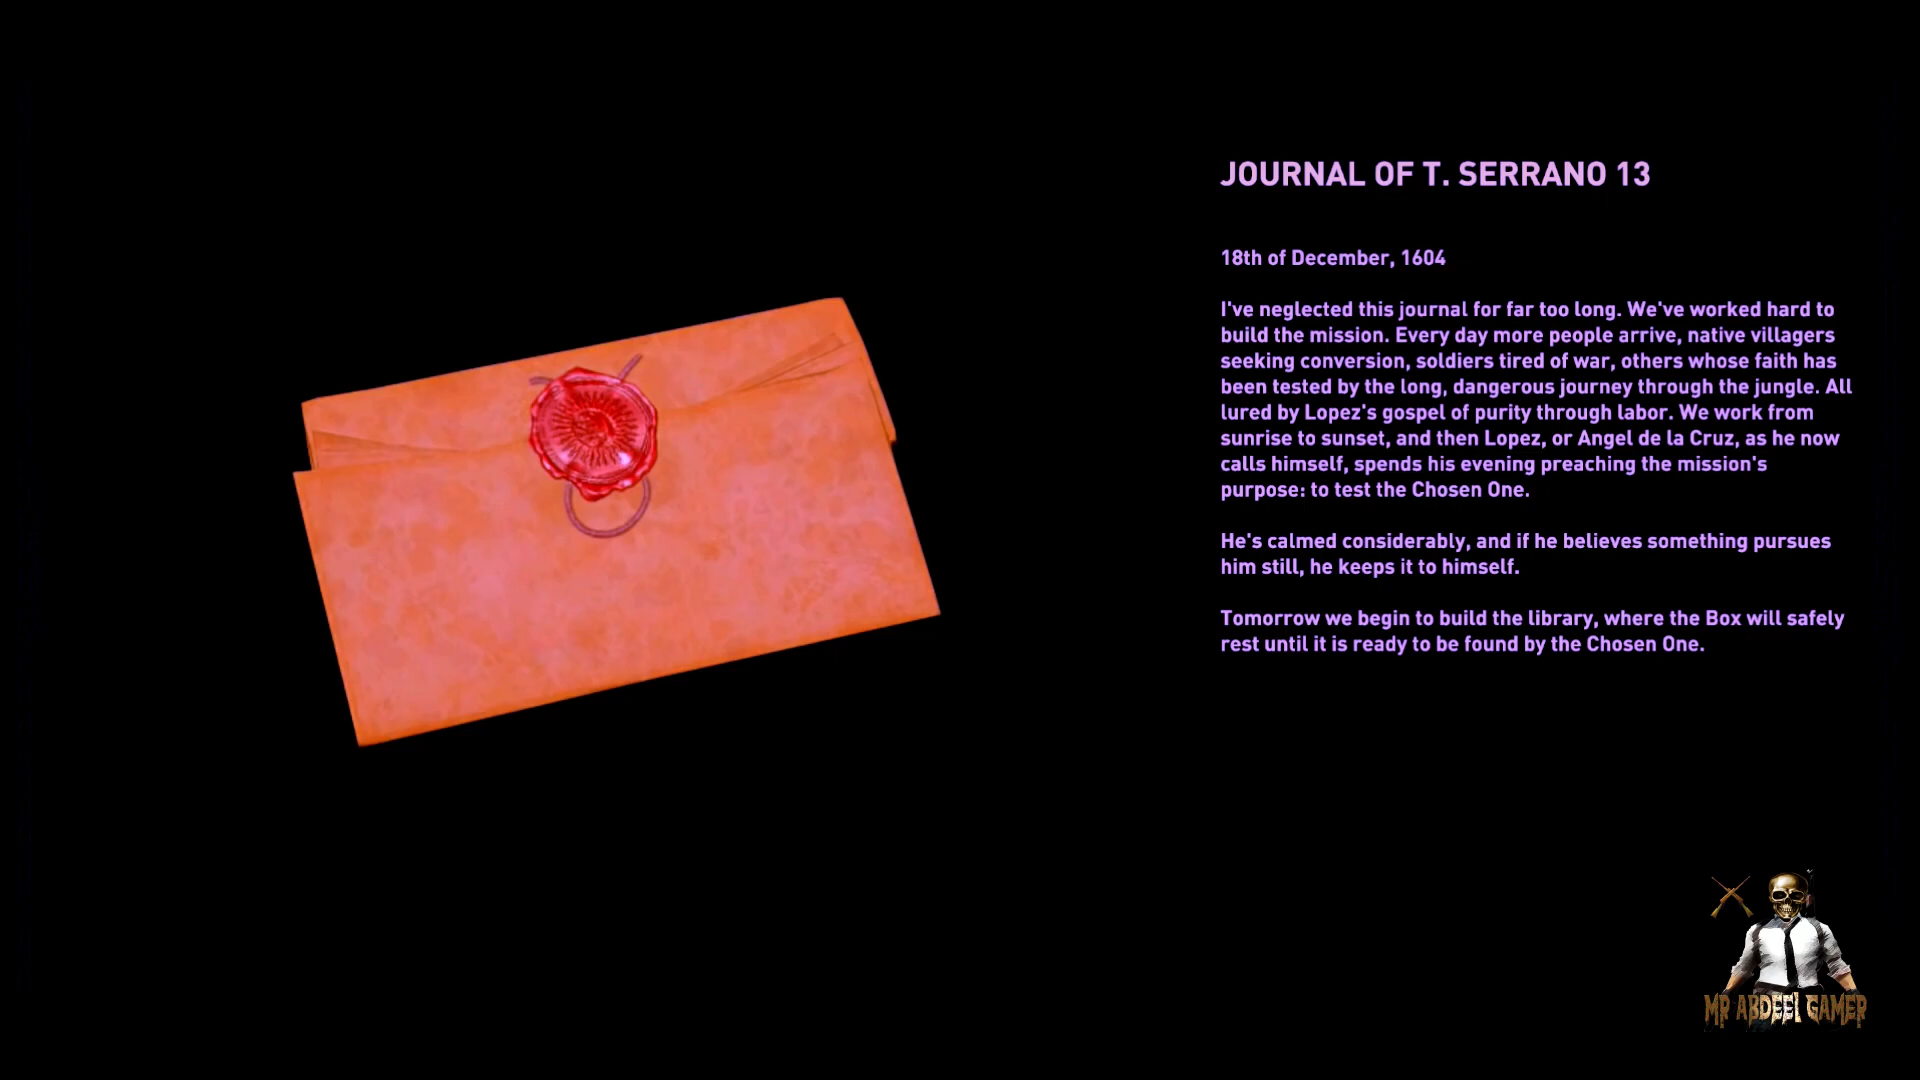 JOURNAL OF T. SERRANO 13
18th of December, 1604
I've neglected this journal for far too long. We've worked hard to
build the mission. Every day more people arrive, native villagers
seeking conversion, soldiers tired of war, others whose faith has
been tested by the long, dangerous journey through the jungle. All
lured by Lopez's gospel of purity through labor. We work from
sunrise to sunset, and then Lopez, or Angel de la Cruz, as he now
calls himself, spends his evening preaching the mission's
purpose: to test the Chosen One.
He's calmed considerably, and if he believes something pursues
him still, he keeps it to himself.
Tomorrow we begin to build the library, where the Box will safely
rest until it is ready to be found by the Chosen One.
MR ABDEEL GAMER